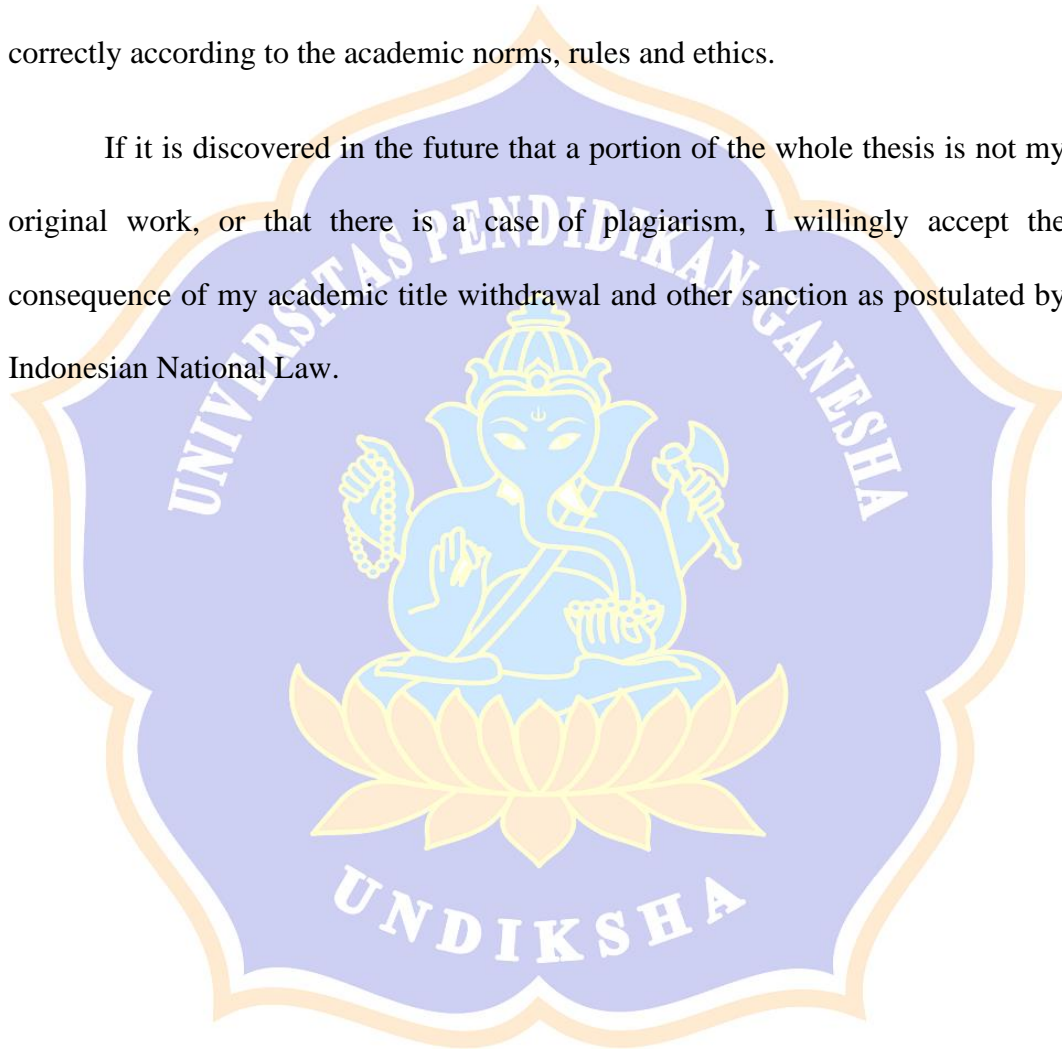 correctly according to the academic norms, rules and ethics.
If it is discovered in the future that a portion of the whole thesis is not my
original work, or that there is a case of plagiarism, I willingly accept the
consequence of my academic title withdrawal and other sanction as postulated by
Indonesian National Law.
UNIVERSITAS PENDIDIKAN GANESHA
UNDIKSHA